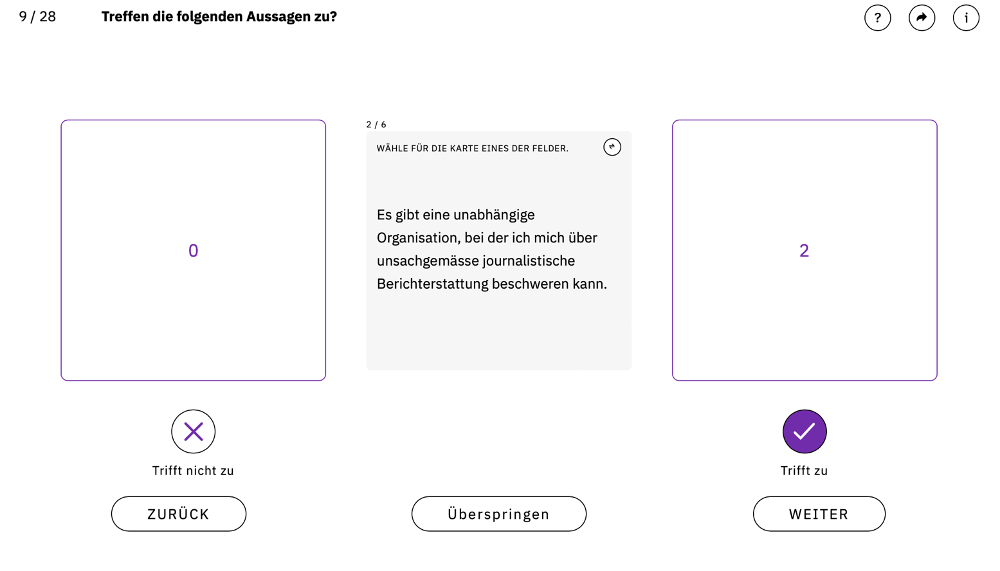 9 / 28
Treffen die folgenden Aussagen zu?
?
i
2 / 6
WÄHLE FÜR DIE KARTE EINES DER FELDER.
Es gibt eine unabhängige
Organisation, bei der ich mich über
unsachgemässe journalistische
Berichterstattung beschweren kann.
0
2
Trifft nicht zu
Trifft zu
ZURÜCK
Überspringen
WEITER